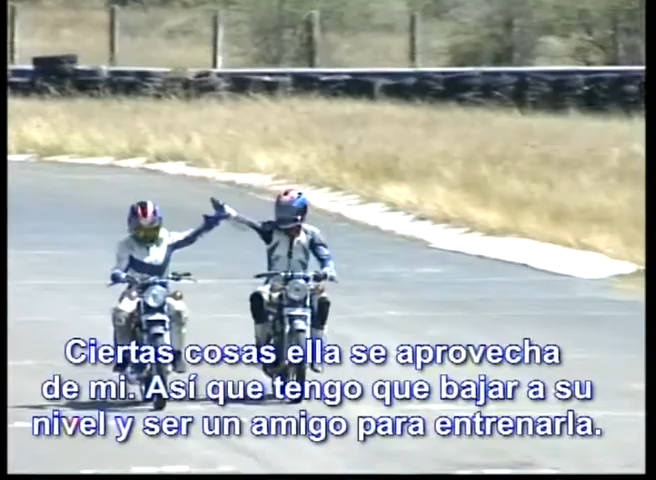 Ciertas cosas ella se aprovecha
de mi. Así que tengo que bajar a su
nivel y ser un amigo para entrenarla.